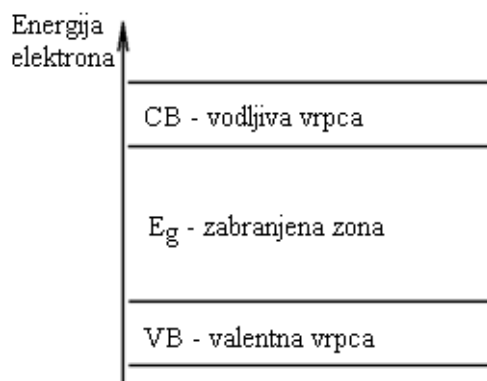 Energija
elektrona
CB - vodljiva vrpca
Eg - zabranjena zona
VB - valentna vrpca